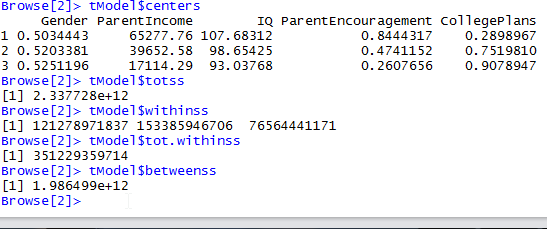 Browse[2]> tModel$centers
Gender ParentIncome IQ ParentEncouragement CollegePlans
1 0.5034443 65277.76 107.68312 0.8444317 0.2898967
2 0.5203381 39652.58 98.65425 0.4741152 0.7519810
3 0.5251196 17114.29 93.03768 0.2607656 0.9078947
Browse[2]> tModel$totss
[1] 2.337728e+12
Browse[2]> tModel$withinss
[1] 121278971837 153385946706 76564441171
Browse[2]> tModel$tot.withinss
[1] 351229359714
Browse[2]> tModel$betweenss
[1] 1.986499e+12
Browse[2]>